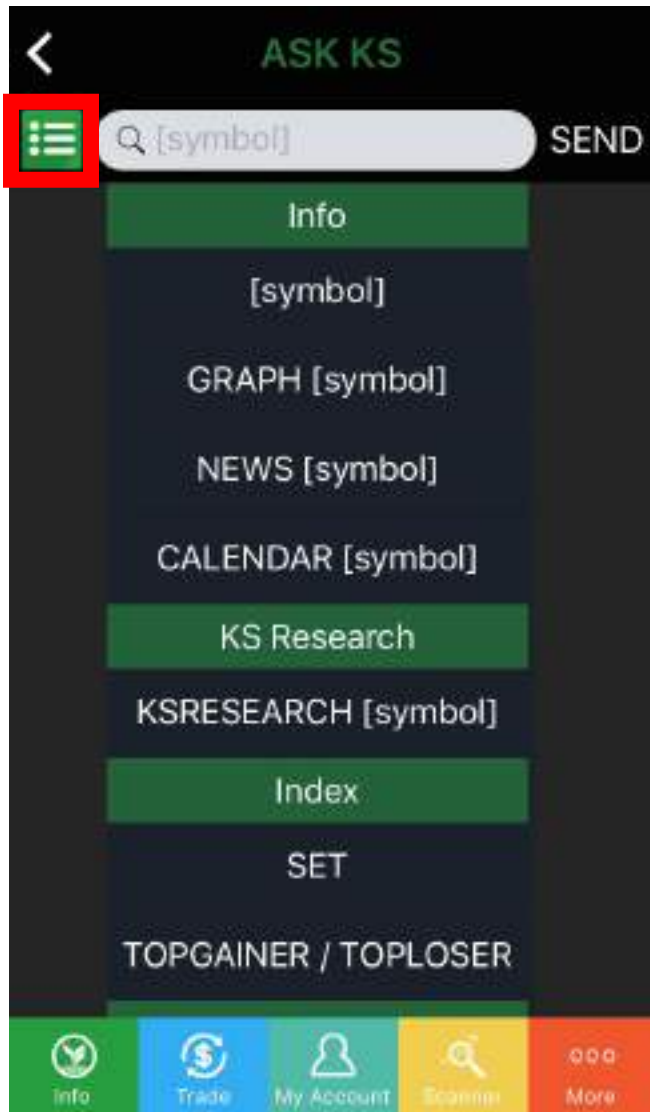 ASK KS
[symbol]
SEND
Info
[symbol]
GRAPH [symbol]
NEWS [symbol]
CALENDAR [symbol]
KS Research
KSRESEARCH [symbol]
Index
SET
TOPGAINER / TOPLOSER
Info
Trade
My Account
Scanner
More